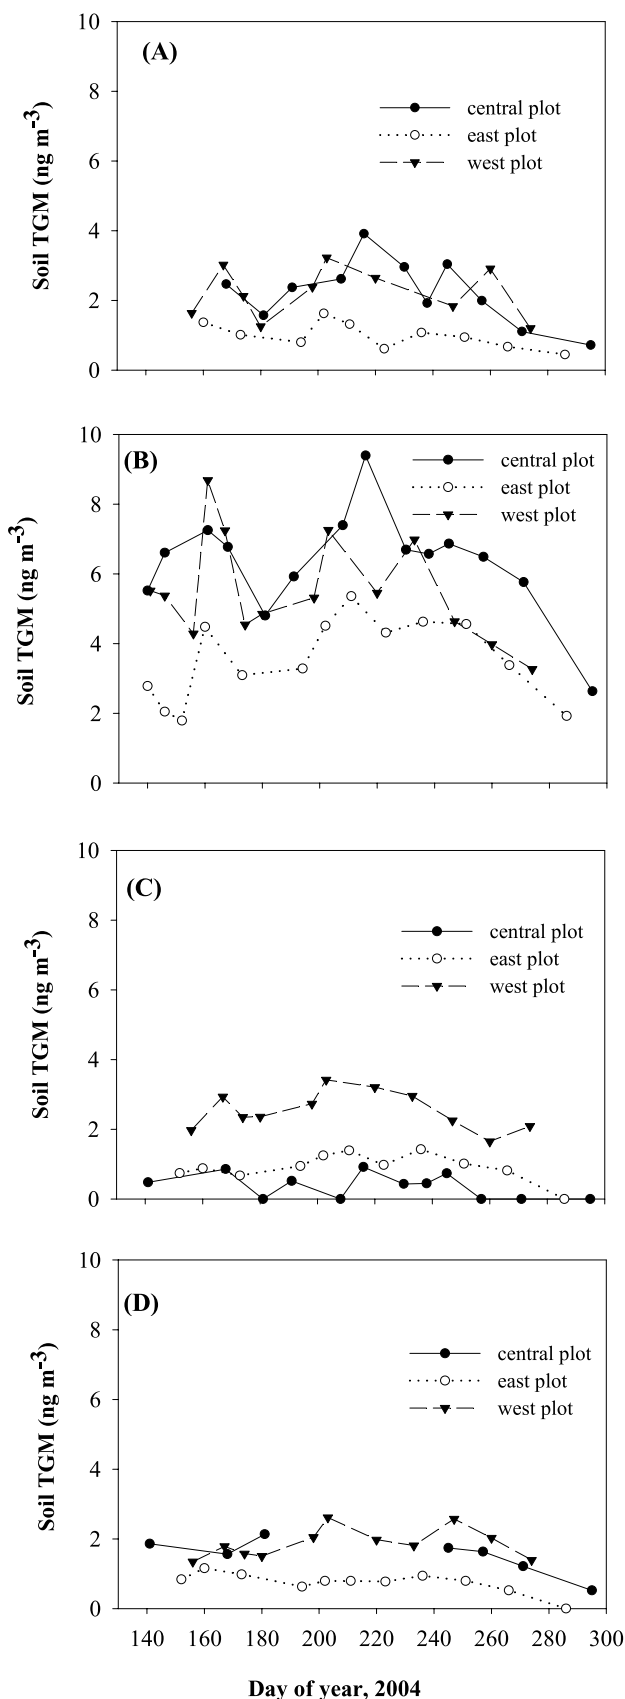 10
(A)
8
central plot
east plot
west plot
6
4
2
0
Soil TGM (ng m-3)
10
(B)
central plot
east plot
west plot
8
6
4
2
0
Soil TGM (ng m-3)
10
(C)
8
central plot
east plot
west plot
6
4
2
0
Soil TGM (ng m-3)
10
(D)
8
central plot
east plot
west plot
6
4
2
0
Soil TGM (ng m-3)
140 160 180 200 220 240 260 280 300
Day of year, 2004